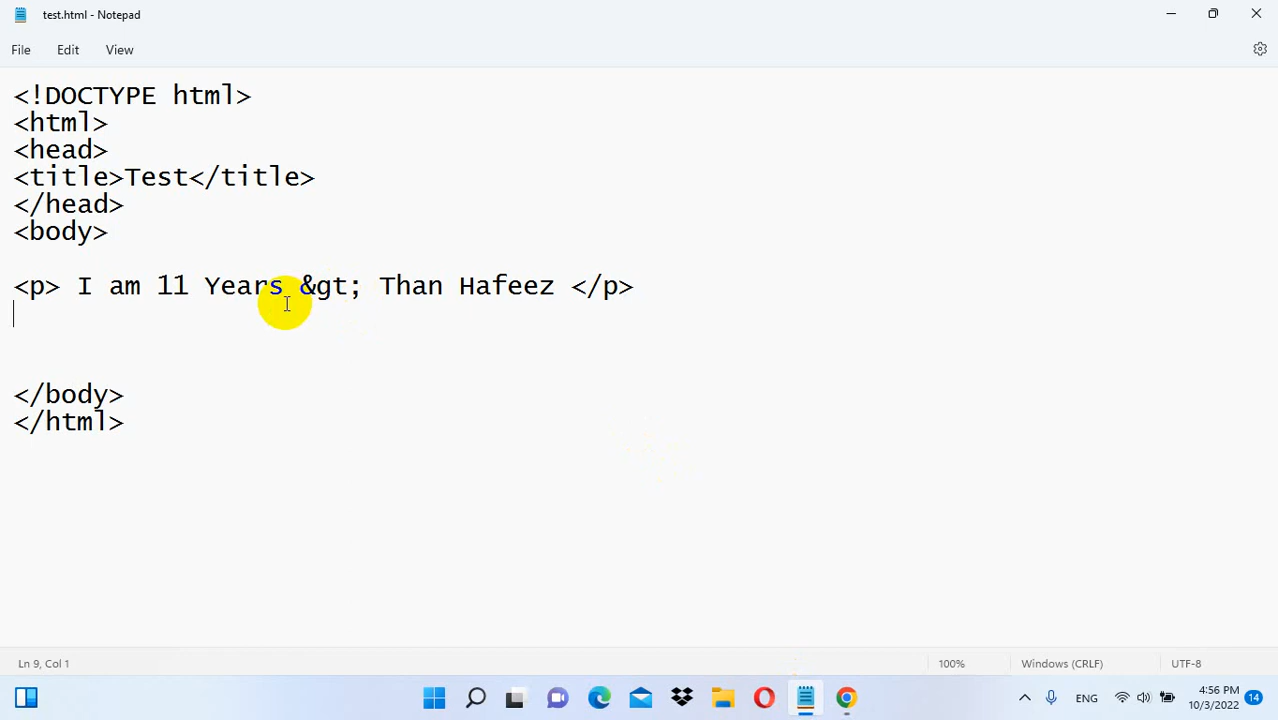 test.html - Notepad
File Edit View
<!DOCTYPE html>
<html>
<head>
<title>Test</title>
</head>
<body>
<p> I am 11 Years &gt; Than Hafeez </p>
</body>
</html>
Ln 9, Col 1 100% Windows (CRLF) UTF-8
ENG 4:56 PM 14
10/3/2022